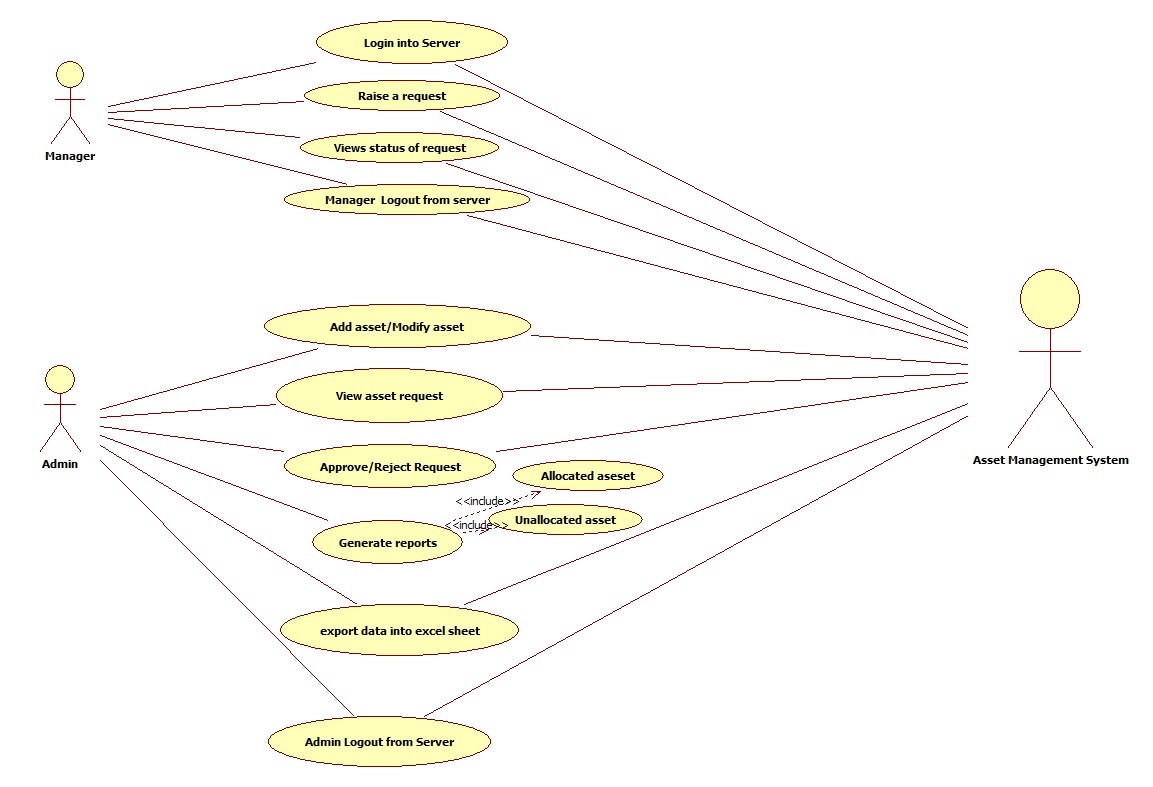 Login into Server
Raise a request
Manager
Views status of request
Manager  Logout from server
Add asset/Modify asset
View asset request
Admin
Approve/Reject Request
Asset Management System
Allocated aseset
<<include>>
Unallocated asset
<<include>>
Generate reports
export data into excel sheet
Admin Logout from Server